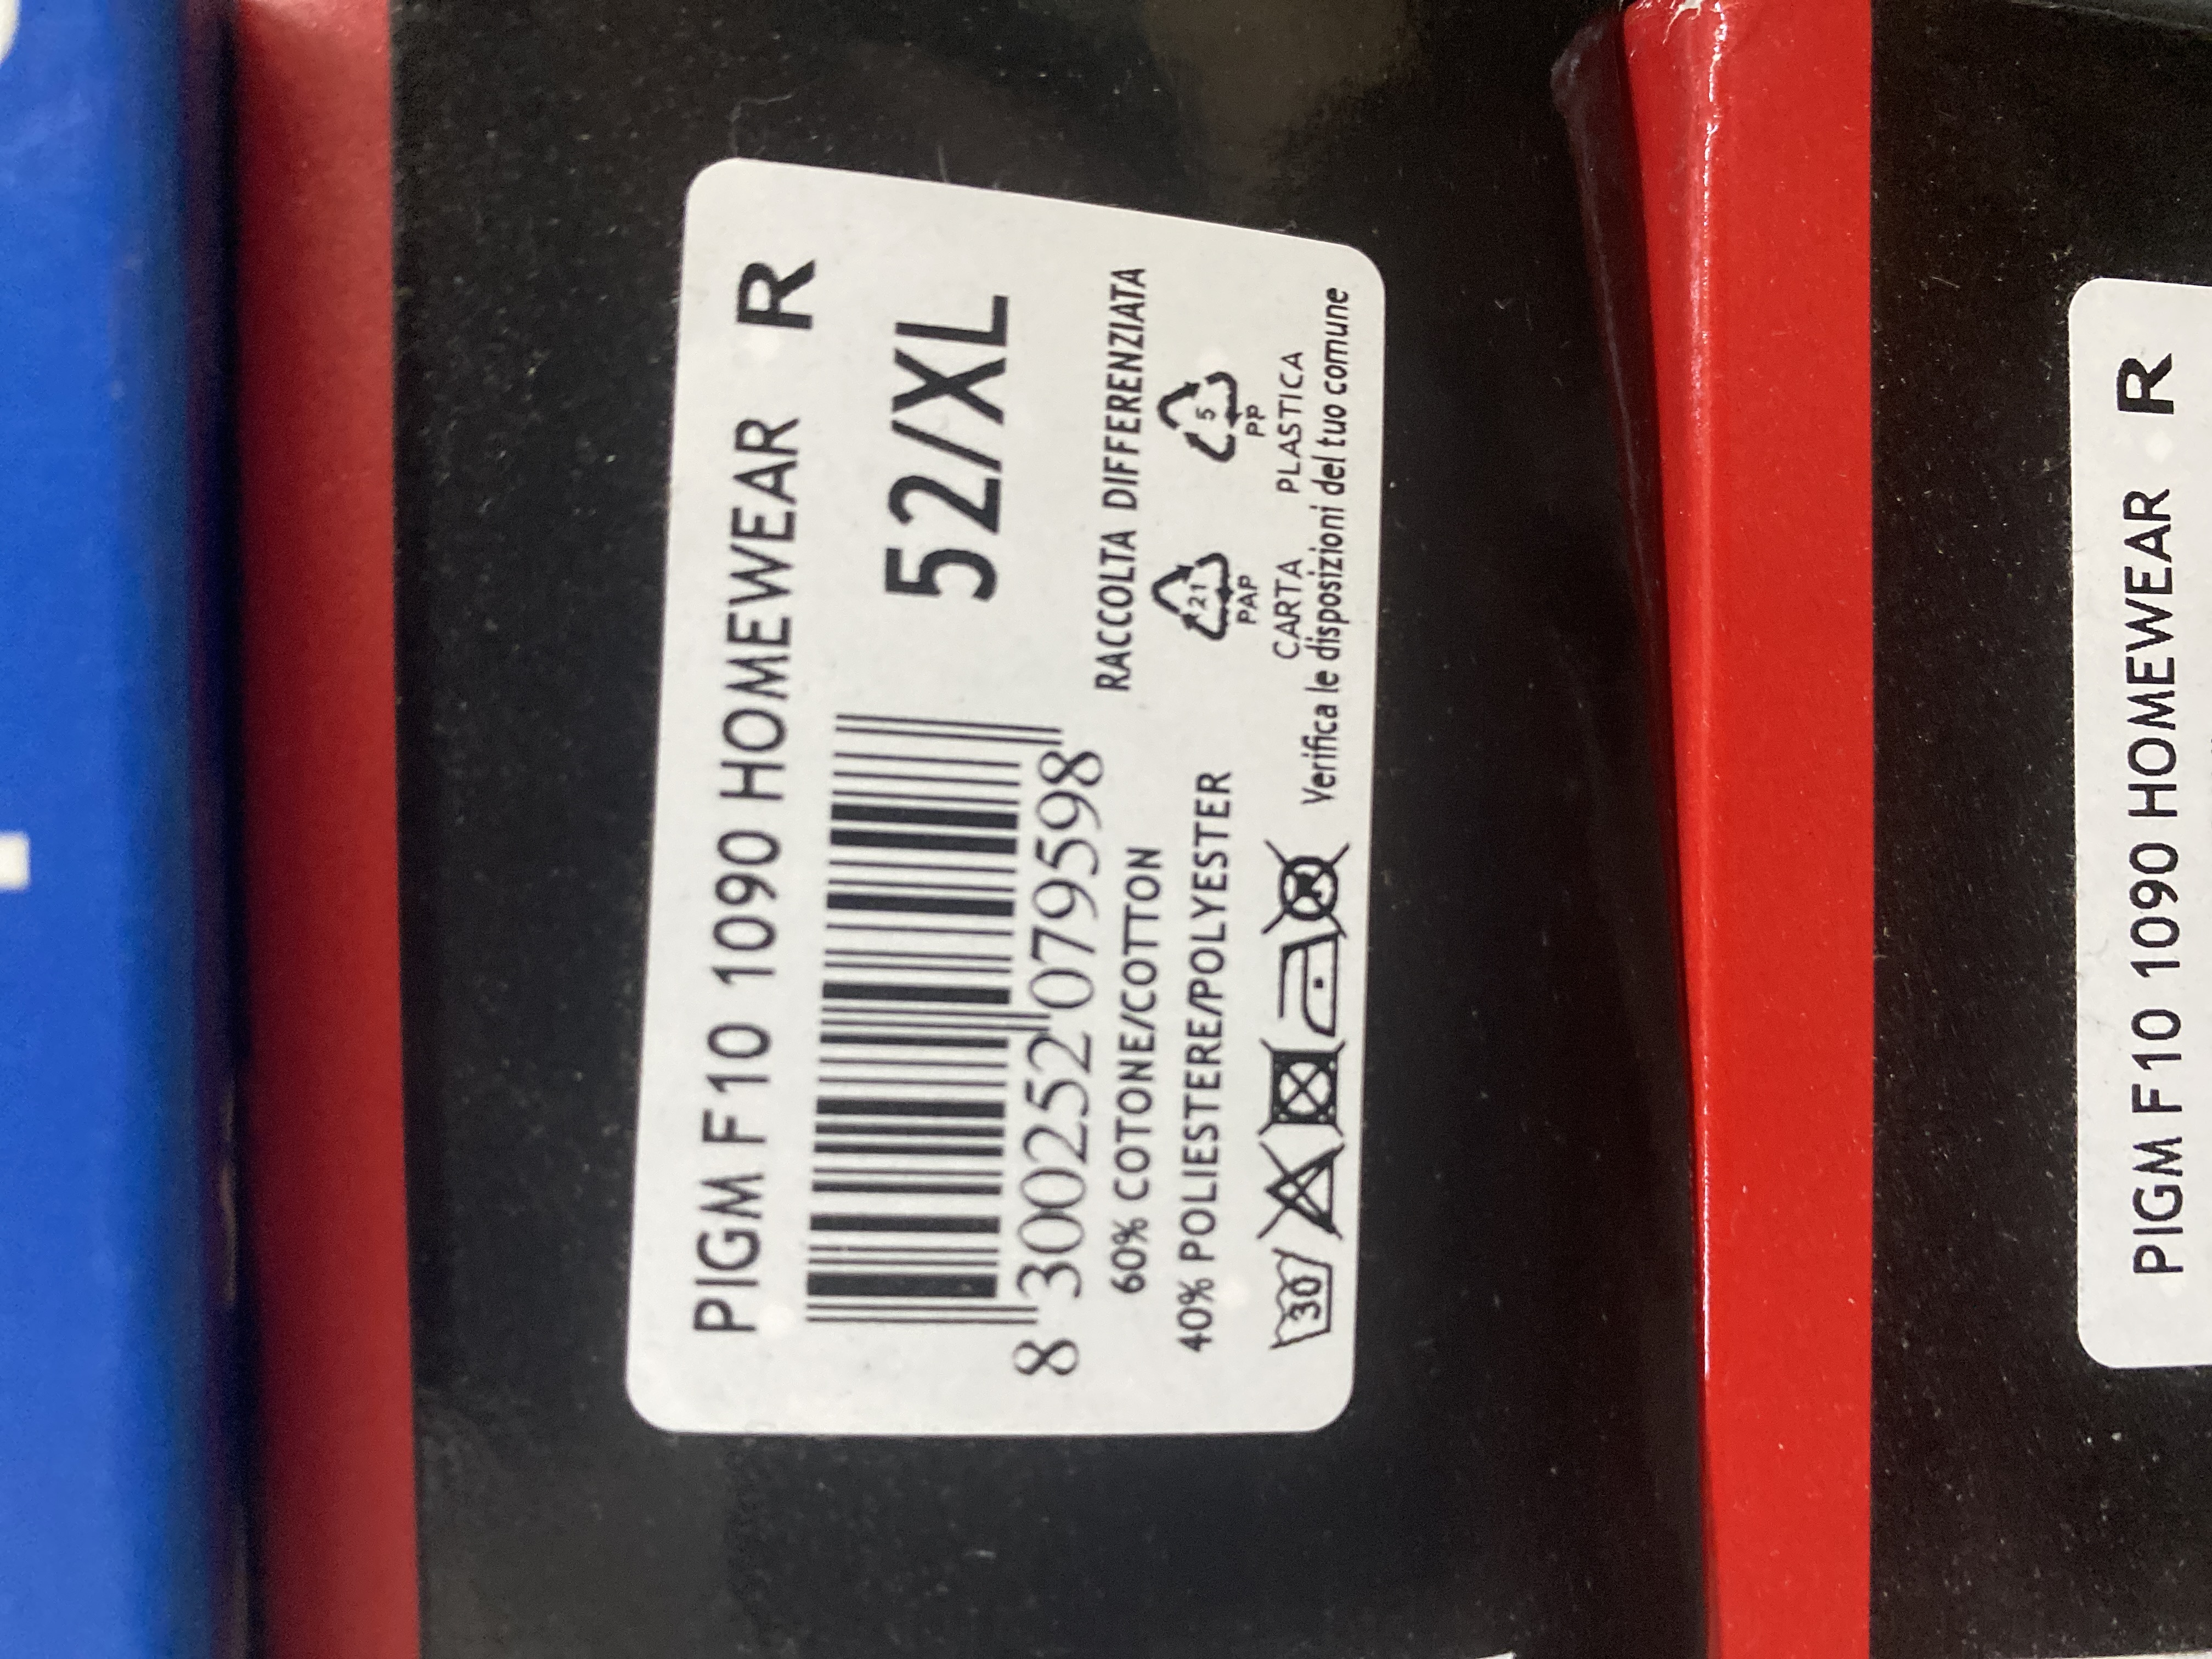 PIGM F10 1090 HOMEWEAR R
52/XL
8 300252 079598
60% COTONE/COTTON
40% POLIESTERE/POLYESTER
30
RACCOLTA DIFFERENZIATA
21 5
PAP PP
CARTA PLASTICA
Verifica le disposizioni del tuo comune
PIGM F10 1090 HOMEWEAR R